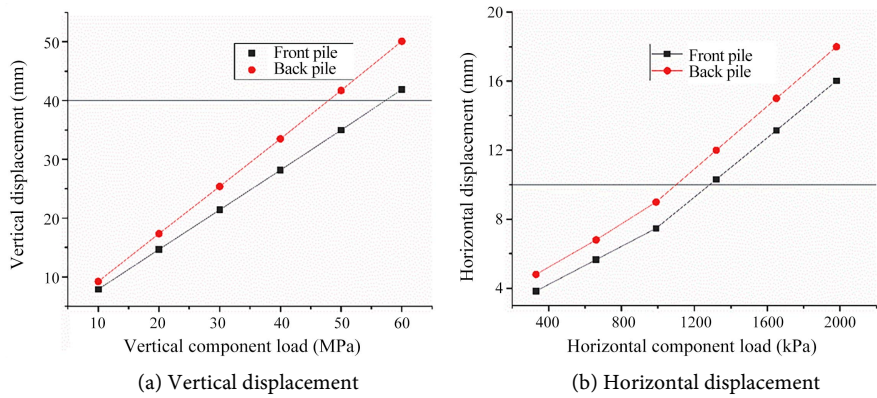 50
40
30
20
10
Vertical displacement (mm)
Front pile
Back pile
10 20 30 40 50 60
Vertical component load (MPa)
(a) Vertical displacement
20
16
12
8
4
Horizontal displacement (mm)
Front pile
Back pile
400 800 1200 1600 2000
Horizontal component load (kPa)
(b) Horizontal displacement